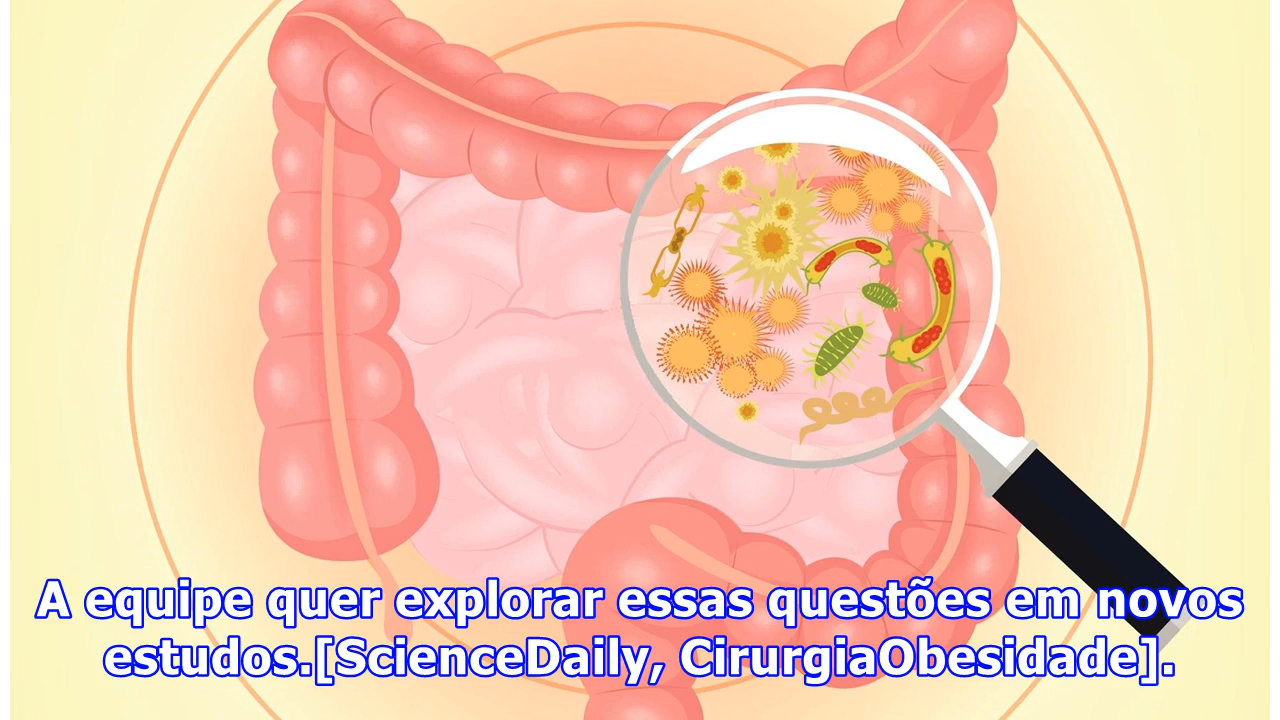 A equipe quer explorar essas questões em novos
estudos.[ScienceDaily, CirurgiaObesidade].